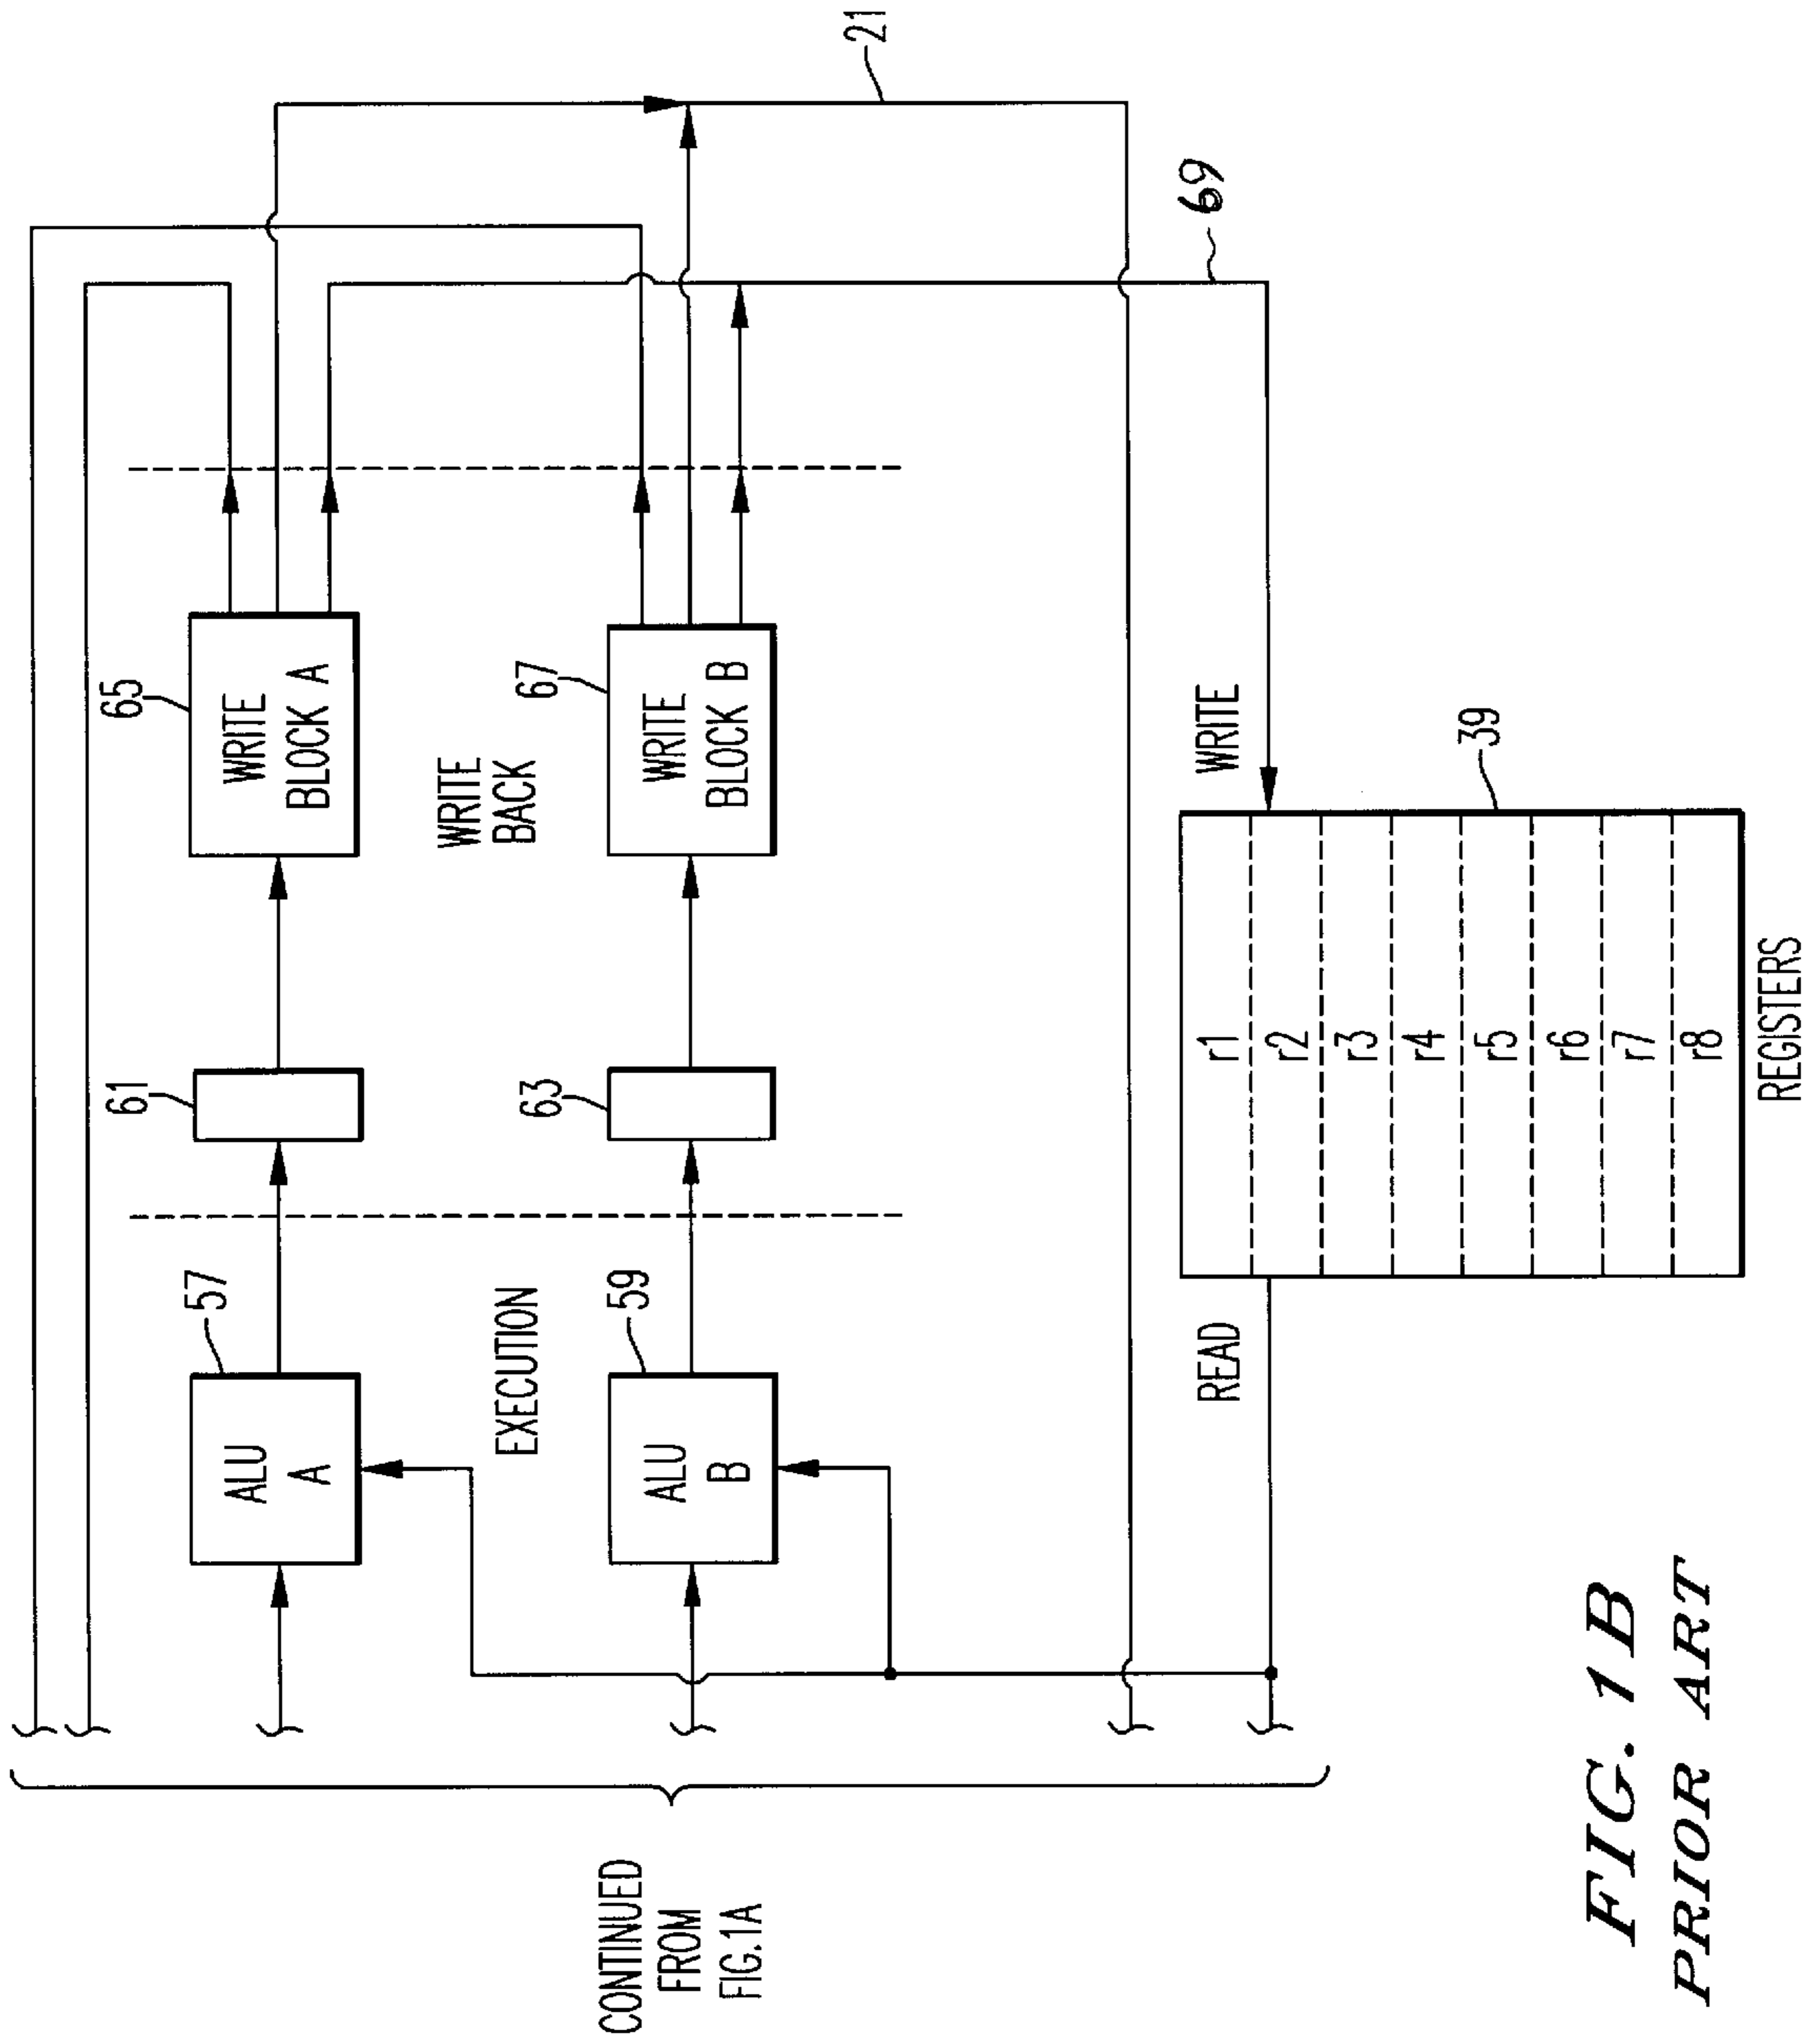 65
WRITE
BLOCK A
61
57
ALU
A
WRITE
BACK
EXECUTION
67
WRITE
BLOCK B
63
59
ALU
B
21
69
WRITE
READ
39
r1
r2
r3
r4
r5
r6
r7
r8
REGISTERS
CONTINUED
FROM
FIG.1A
FIG. 1B
PRIOR ART